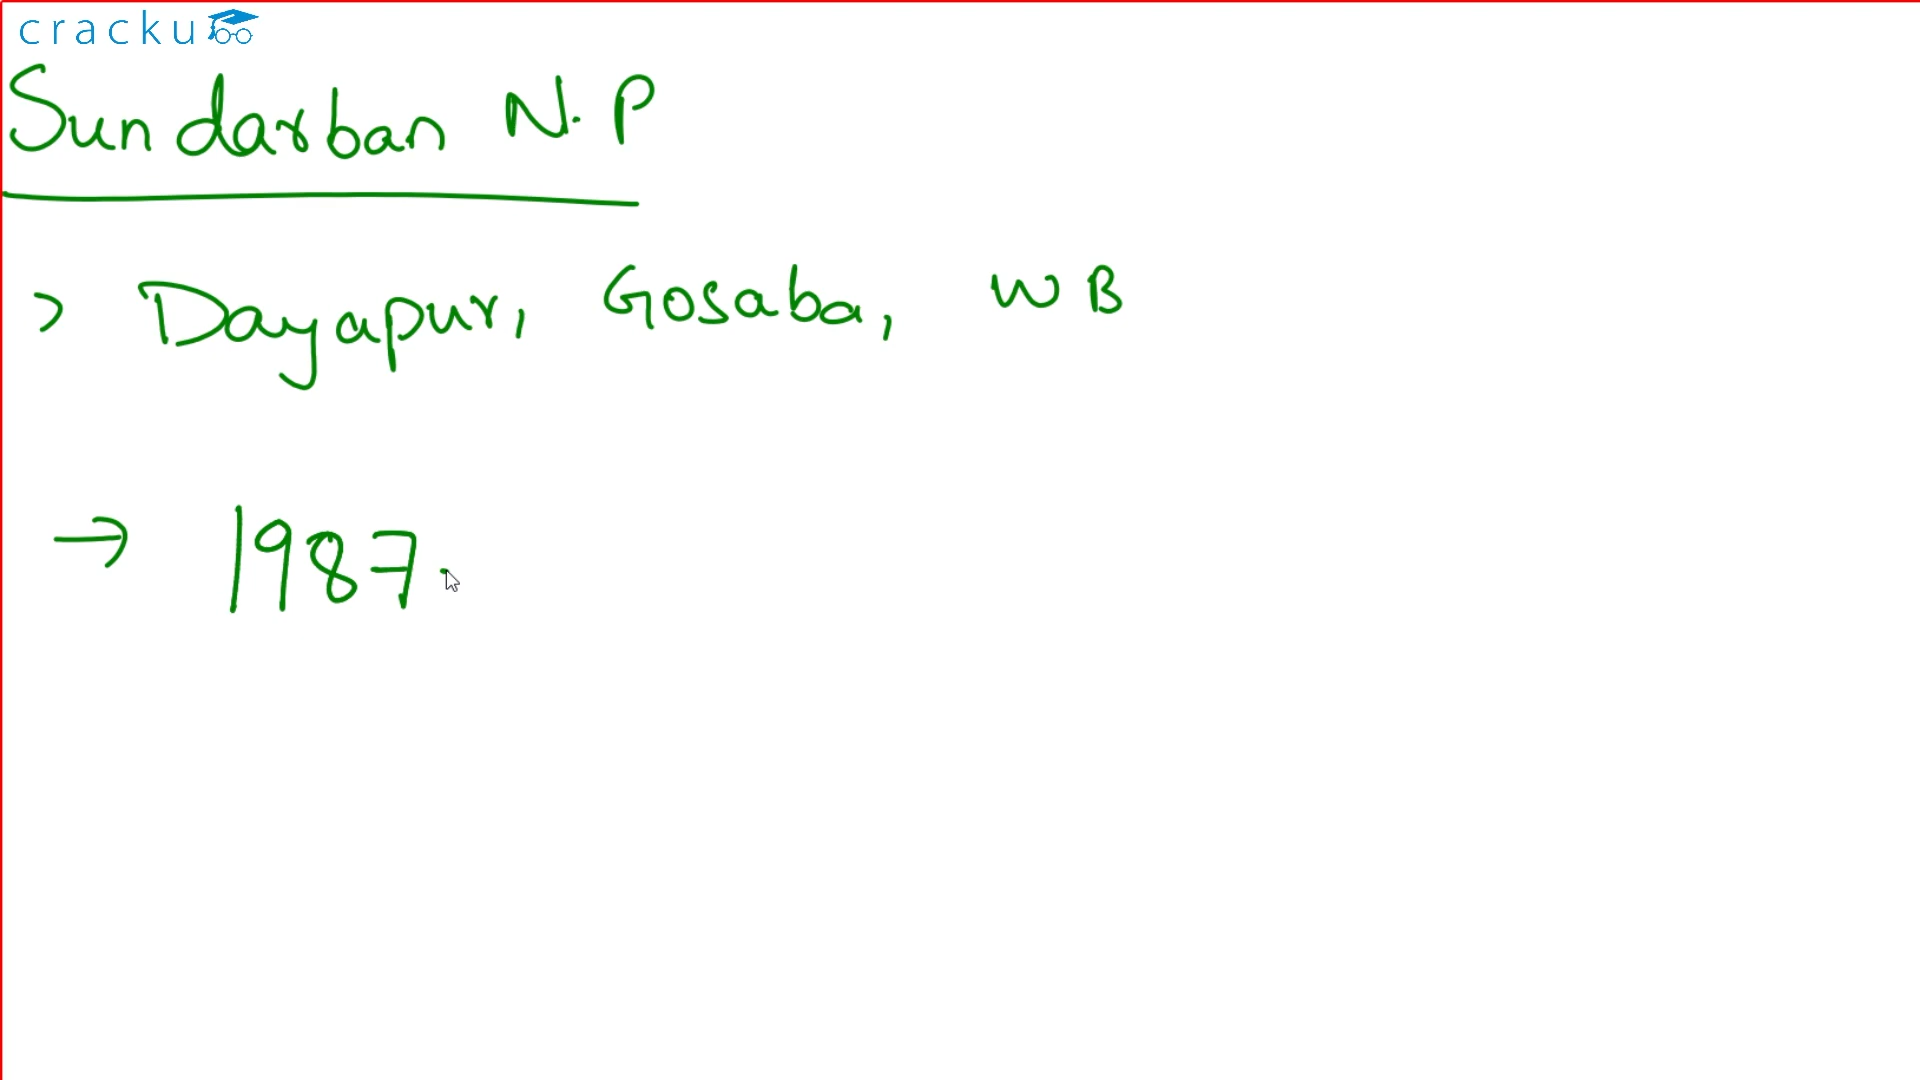 cracku
Sundarban N.P
> Dayapur, Gosaba, WB
→ 1987.